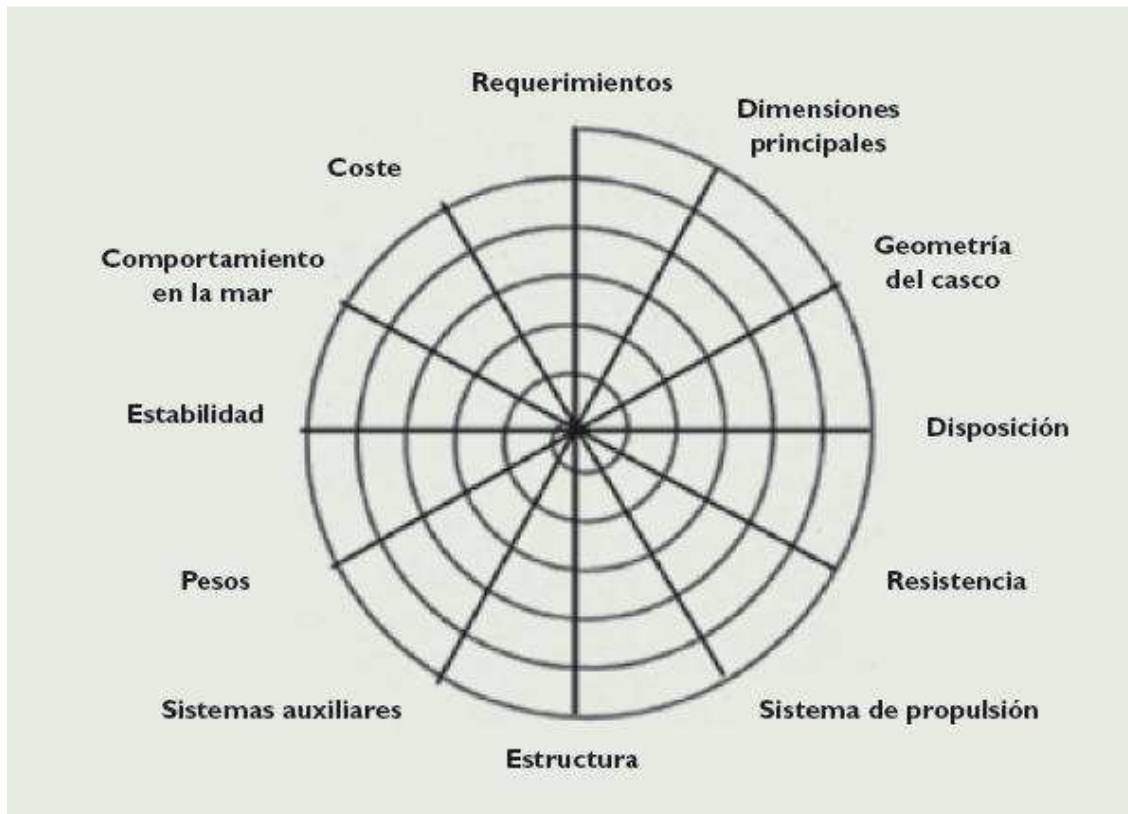 Requerimientos
Dimensiones
principales
Geometría
del casco
Disposición
Resistencia
Sistema de propulsión
Estructura
Sistemas auxiliares
Pesos
Estabilidad
Comportamiento
en la mar
Coste